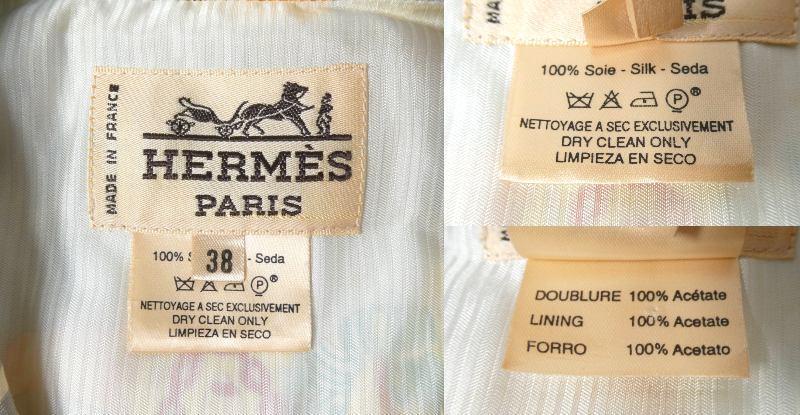 MADE IN FRANCE
HERMÈS
PARIS
38
100% S - Seda
P®
NETTOYAGE A SEC EXCLUSIVEMENT
DRY CLEAN ONLY
LIMPIEZA EN SECO
100% Soie - Silk - Seda
P®
NETTOYAGE A SEC EXCLUSIVEMENT
DRY CLEAN ONLY
LIMPIEZA EN SECO
DOUBLURE 100% Acétate
LINING 100% Acetate
FORRO 100% Acetato